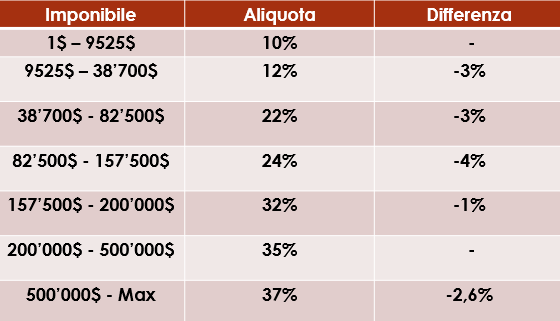 Imponibile Aliquota Differenza
1$ – 9525$ 10% -
9525$ – 38'700$ 12% -3%
38'700$ - 82'500$ 22% -3%
82'500$ - 157'500$ 24% -4%
157'500$ - 200'000$ 32% -1%
200'000$ - 500'000$ 35% -
500'000$ - Max 37% -2,6%